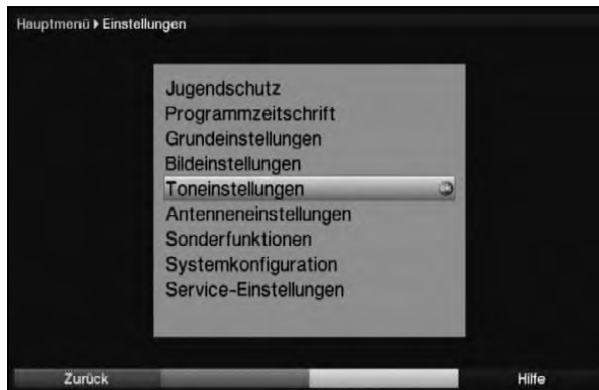 Hauptmenü ▸ Einstellungen
Jugendschutz
Programmzeitschrift
Grundeinstellungen
Bildeinstellungen
Toneinstellungen
Antenneneinstellungen
Sonderfunktionen
Systemkonfiguration
Service-Einstellungen
Zurück Hilfe